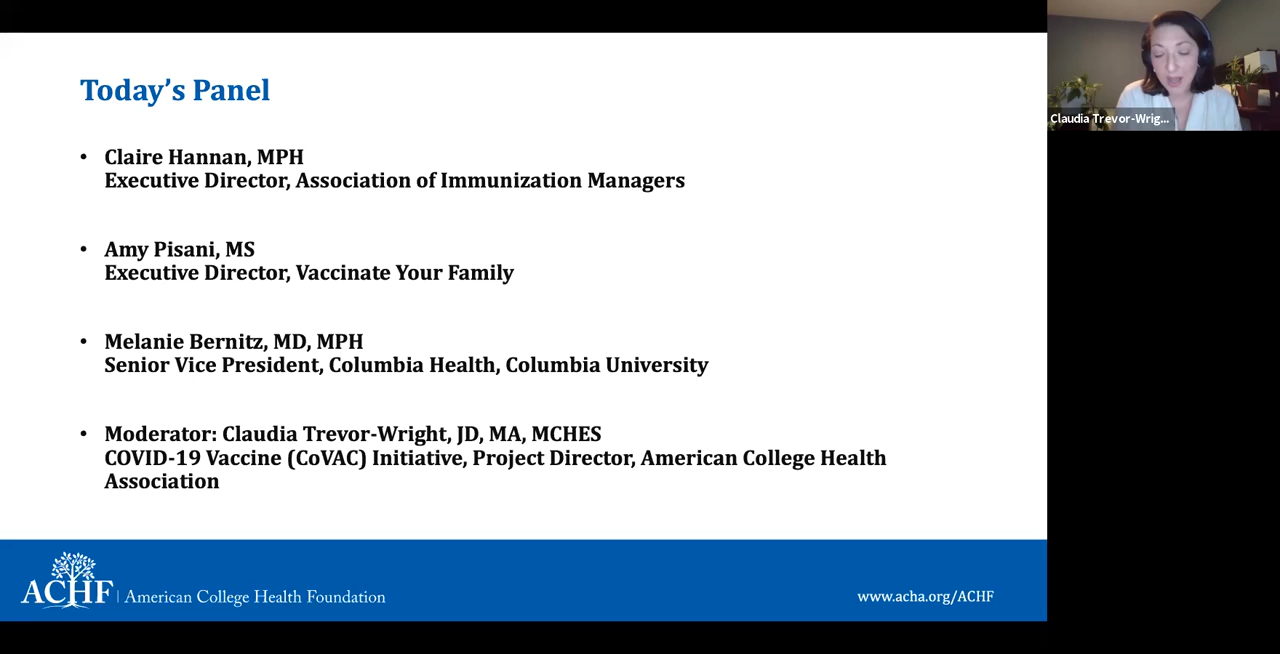 Today's Panel
• Claire Hannan, MPH
Executive Director, Association of Immunization Managers
• Amy Pisani, MS
Executive Director, Vaccinate Your Family
• Melanie Bernitz, MD, MPH
Senior Vice President, Columbia Health, Columbia University
• Moderator: Claudia Trevor-Wright, JD, MA, MCHES
COVID-19 Vaccine (CoVAC) Initiative, Project Director, American College Health
Association
ACHF | American College Health Foundation
www.acha.org/ACHF
Claudia Trevor-Wrig...